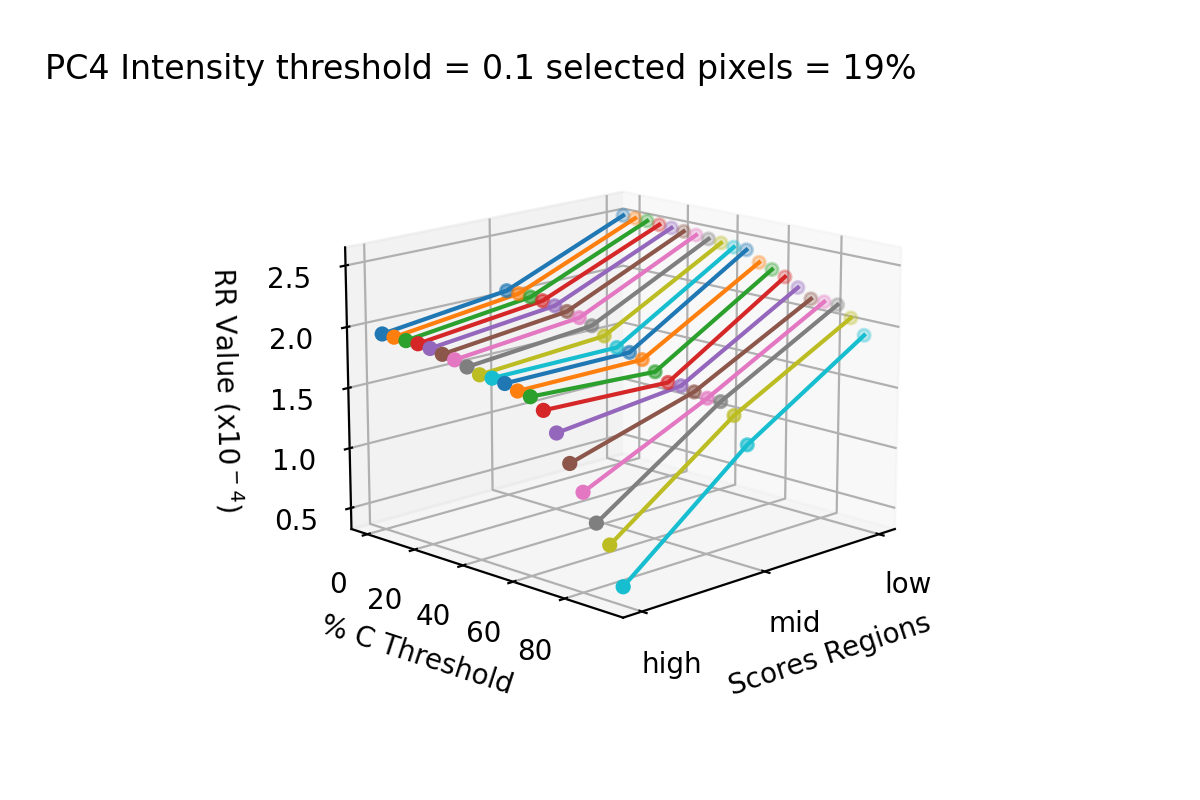 PC4 Intensity threshold = 0.1 selected pixels = 19%
RR Value (x10⁻⁴)
2.5
2.0
1.5
1.0
0.5
0
20
40
60
80
% C Threshold
high
mid
low
Scores Regions